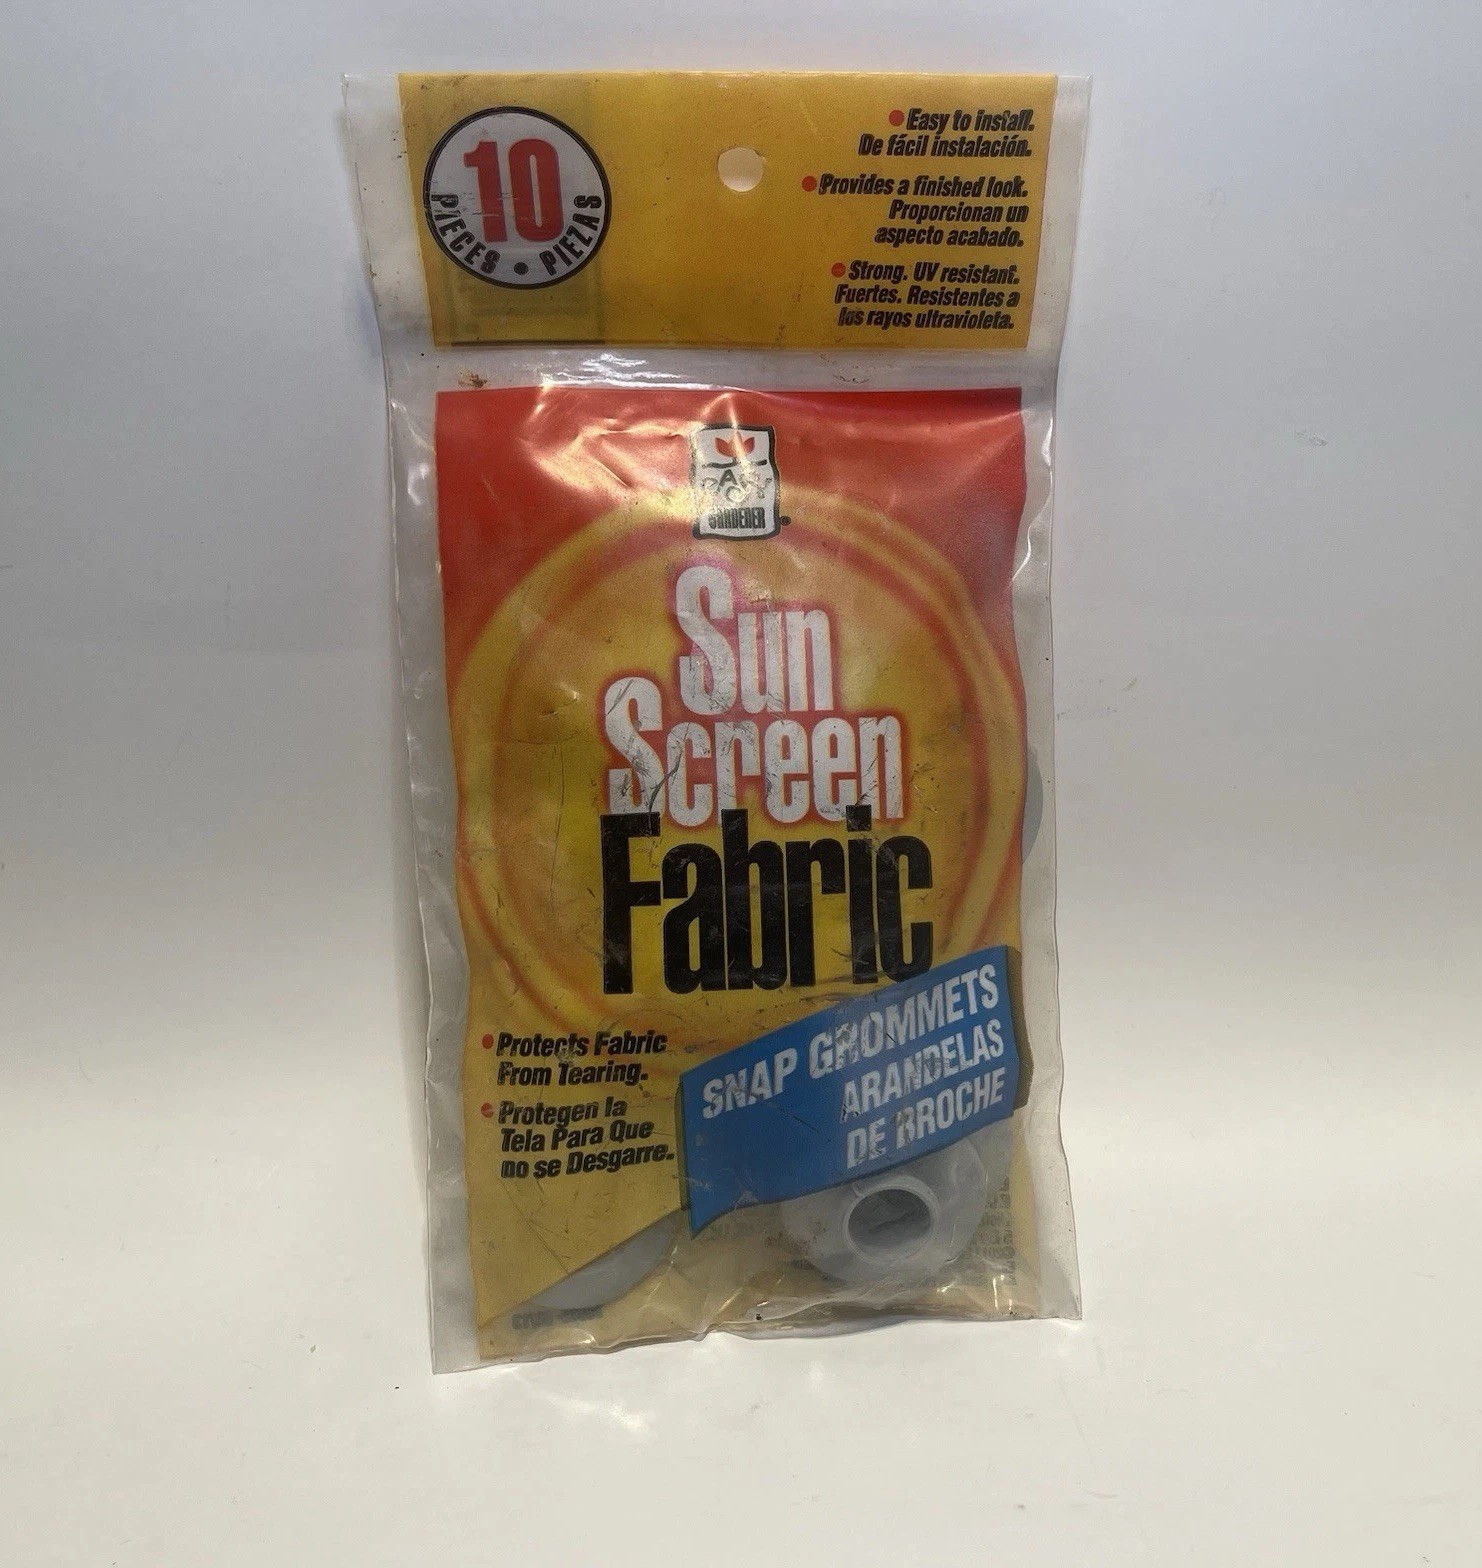 10
PIECES • PIEZAS
• Easy to install.
De fácil instalación.
• Provides a finished look.
Proporcionan un
aspecto acabado.
• Strong. UV resistant.
Fuertes. Resistentes a
los rayos ultravioleta.
GARDENER
Sun
Screen
Fabric
SNAP GROMMETS
ARANDELAS
DE BROCHE
• Protects Fabric
From Tearing.
• Protegen la
Tela Para Que
no se Desgarre.